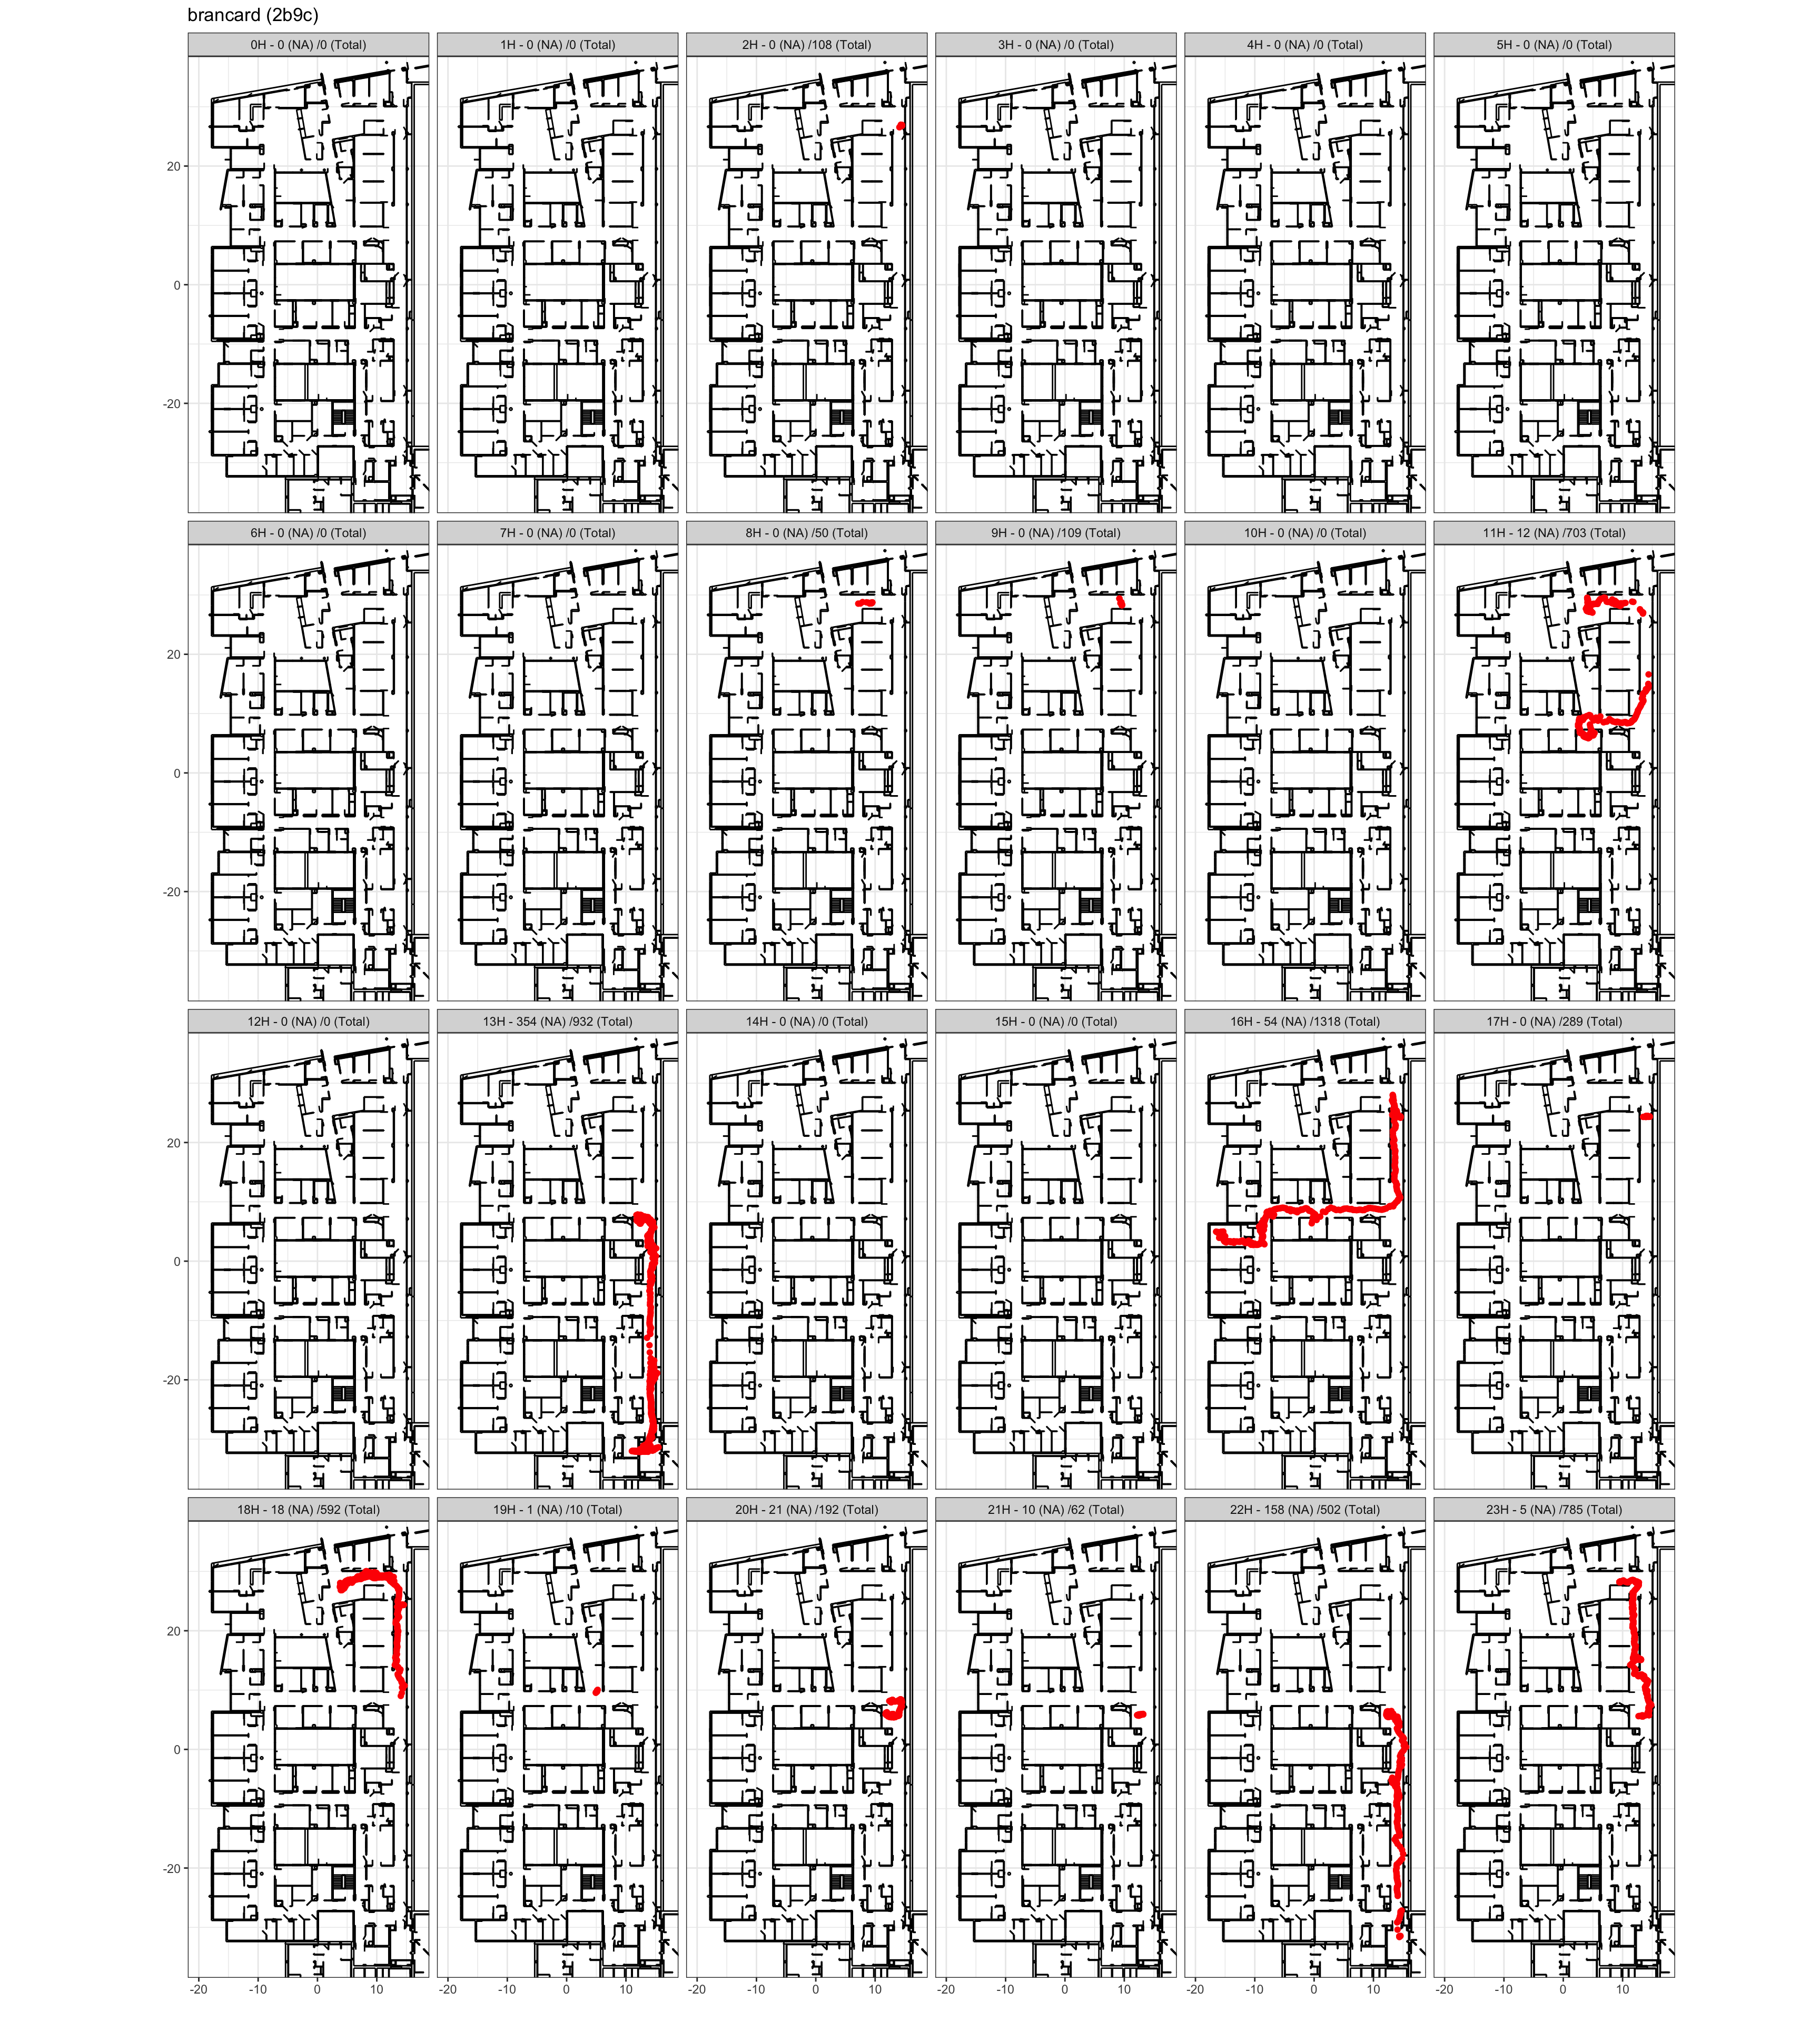 brancard (2b9c)
0H - 0 (NA) /0 (Total) 1H - 0 (NA) /0 (Total) 2H - 0 (NA) /108 (Total) 3H - 0 (NA) /0 (Total) 4H - 0 (NA) /0 (Total) 5H - 0 (NA) /0 (Total)
20
0
-20
6H - 0 (NA) /0 (Total) 7H - 0 (NA) /0 (Total) 8H - 0 (NA) /50 (Total) 9H - 0 (NA) /109 (Total) 10H - 0 (NA) /0 (Total) 11H - 12 (NA) /703 (Total)
20
0
-20
12H - 0 (NA) /0 (Total) 13H - 354 (NA) /932 (Total) 14H - 0 (NA) /0 (Total) 15H - 0 (NA) /0 (Total) 16H - 54 (NA) /1318 (Total) 17H - 0 (NA) /289 (Total)
20
0
-20
18H - 18 (NA) /592 (Total) 19H - 1 (NA) /10 (Total) 20H - 21 (NA) /192 (Total) 21H - 10 (NA) /62 (Total) 22H - 158 (NA) /502 (Total) 23H - 5 (NA) /785 (Total)
20
0
-20
-20 -10 0 10 -20 -10 0 10 -20 -10 0 10 -20 -10 0 10 -20 -10 0 10 -20 -10 0 10